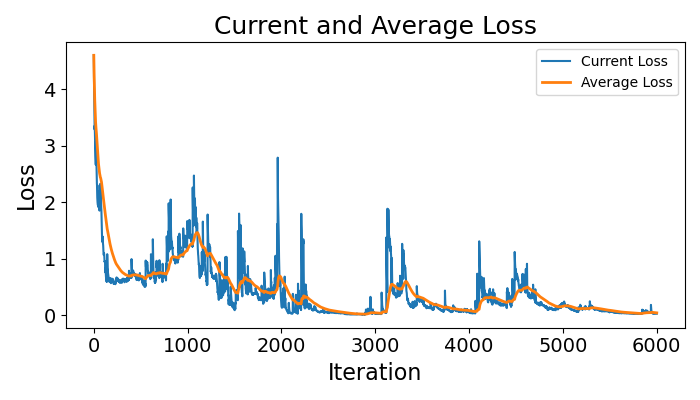 Current and Average Loss
Current Loss
Average Loss
Loss
4
3
2
1
0
0 1000 2000 3000 4000 5000 6000
Iteration